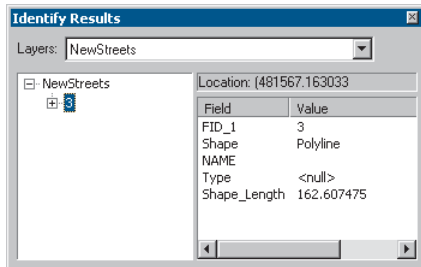 Identify Results
Layers: NewStreets
NewStreets
3
Location: (481567.163033
Field Value
FID_1 3
Shape Polyline
NAME
Type <null>
Shape_Length 162.607475